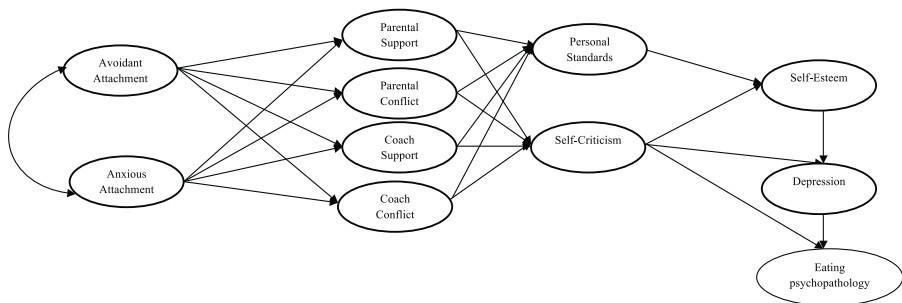 Avoidant
Attachment
Anxious
Attachment
Parental
Support
Parental
Conflict
Coach
Support
Coach
Conflict
Personal
Standards
Self-Criticism
Self-Esteem
Depression
Eating
psychopathology